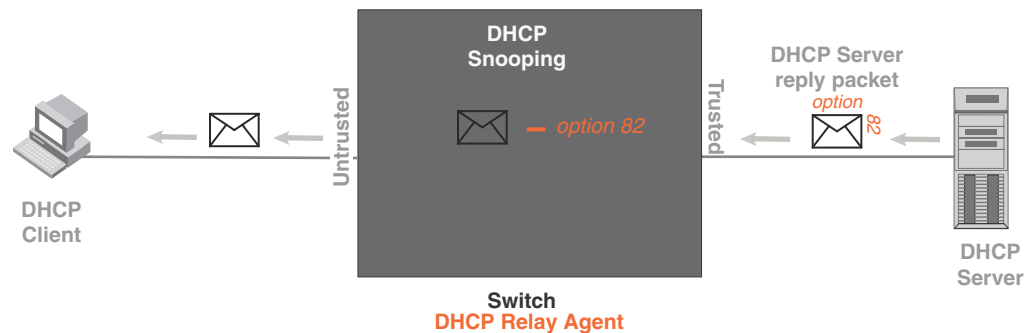 DHCP
Snooping
DHCP Server
reply packet
option
82
Untrusted
Trusted
– option 82
DHCP
Client
DHCP
Server
Switch
DHCP Relay Agent